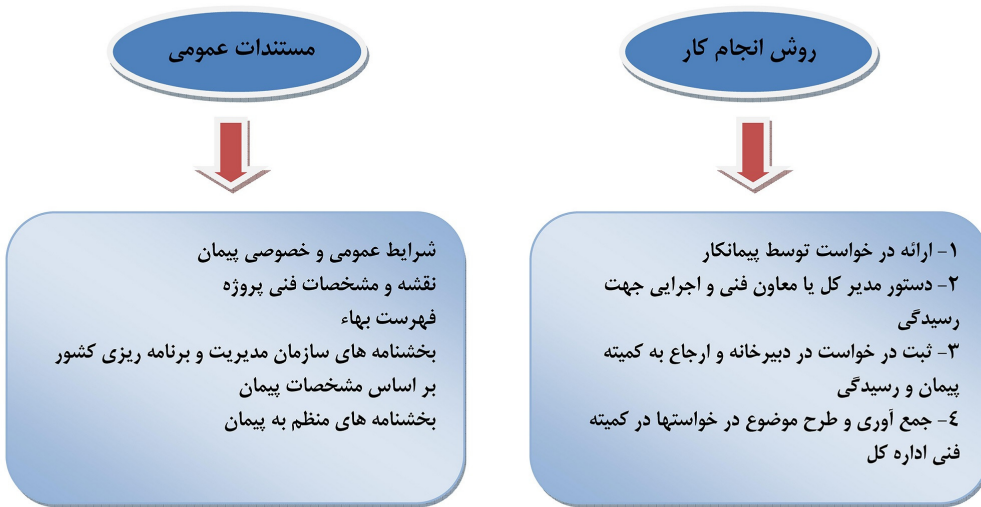 روش انجام کار
۱- ارائه در خواست توسط پیمانکار
۲- دستور مدیر کل یا معاون فنی و اجرایی جهت
رسیدگی
۳- ثبت در خواست در دبیرخانه و ارجاع به کمیته
پیمان و رسیدگی
٤- جمع آوری و طرح موضوع در خواستها در کمیته
فنی اداره کل
مستندات عمومی
شرایط عمومی و خصوصی پیمان
نقشه و مشخصات فنی پروژه
فهرست بهاء
بخشنامه های سازمان مدیریت و برنامه ریزی کشور
بر اساس مشخصات پیمان
بخشنامه های منظم به پیمان